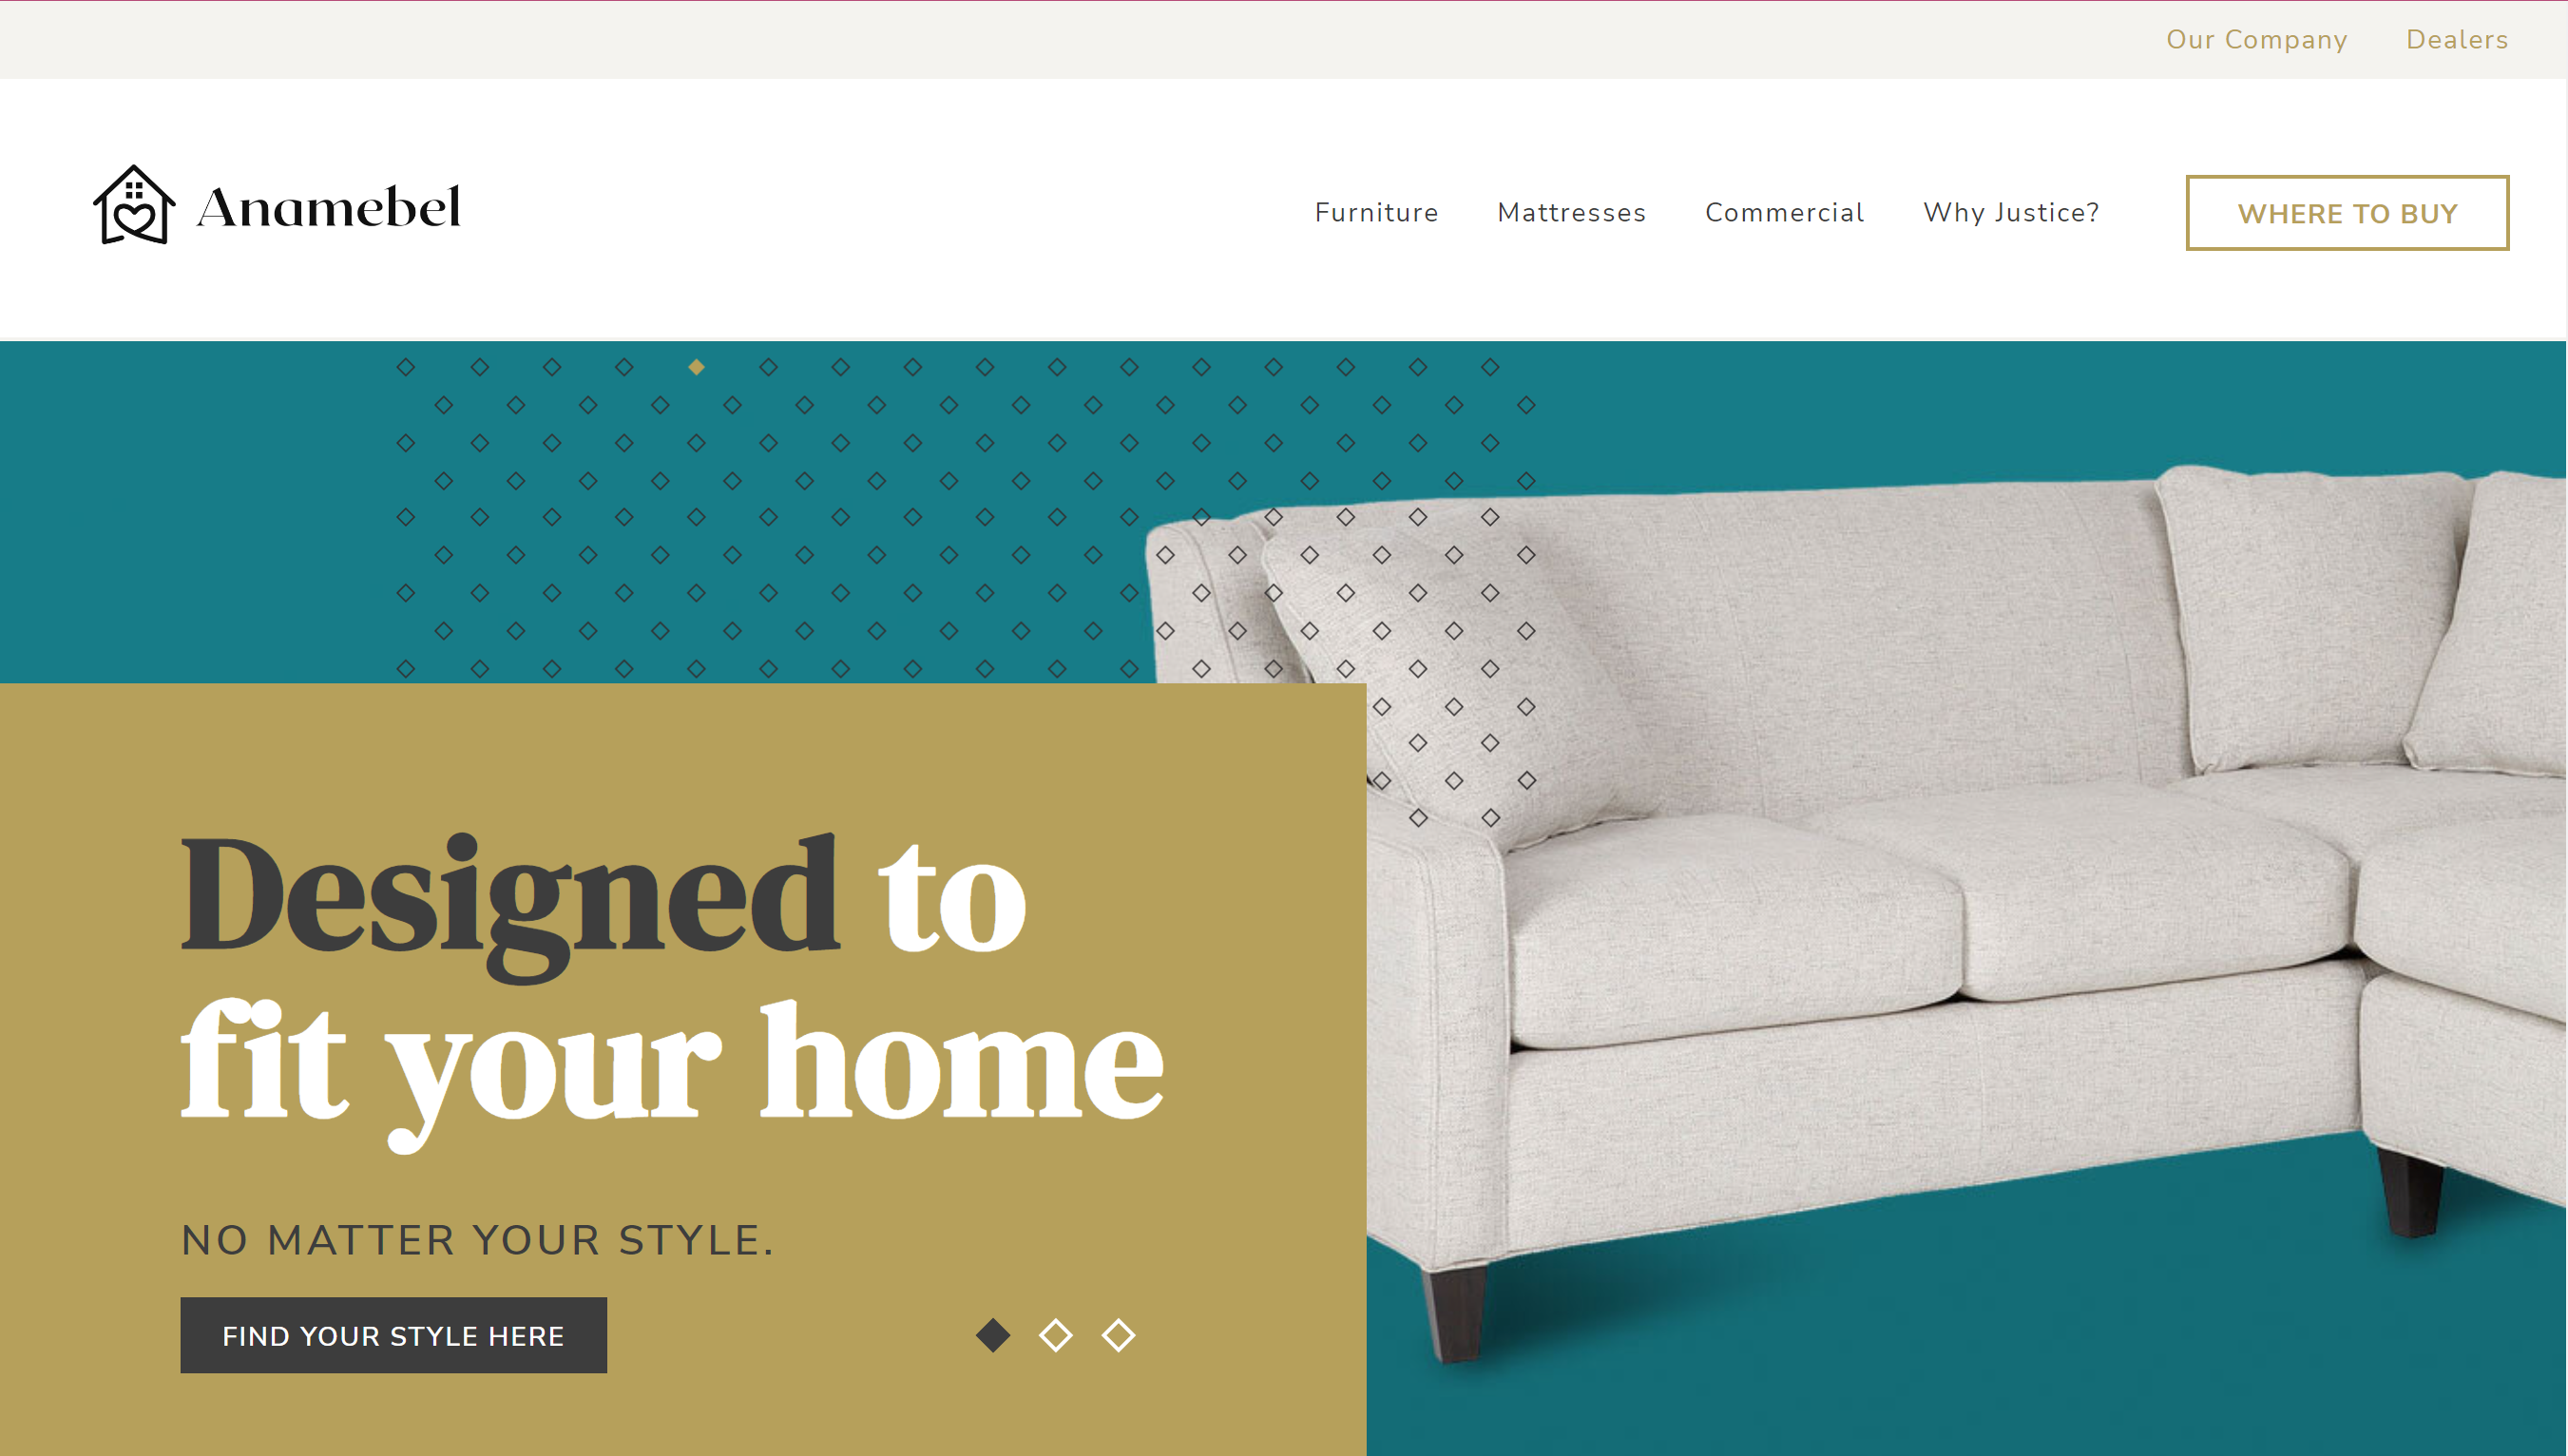 Our Company Dealers
Anamebel
Furniture Mattresses Commercial Why Justice? WHERE TO BUY
Designed to
fit your home
NO MATTER YOUR STYLE.
FIND YOUR STYLE HERE